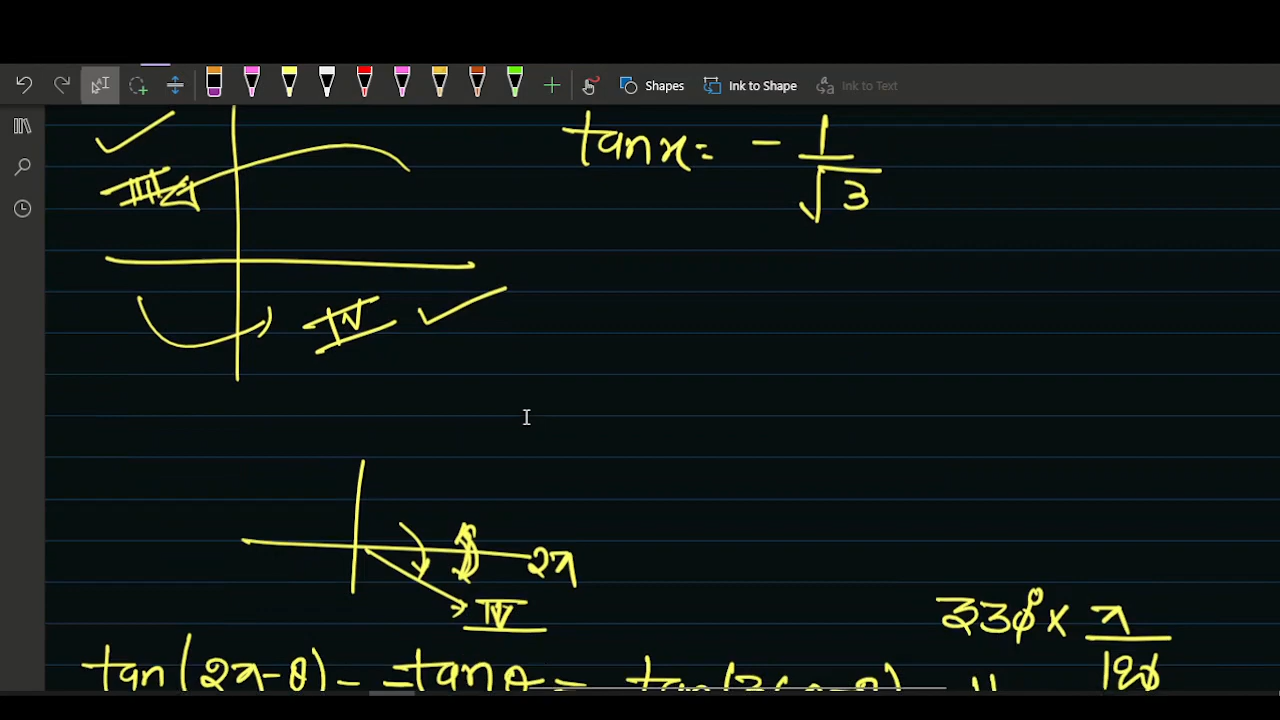 Shapes
Ink to Shape
Ink to Text
tan x = - 1/√3
III
IV
2π
IV
330° × π/180
tan(2π-θ) = -tanθ =